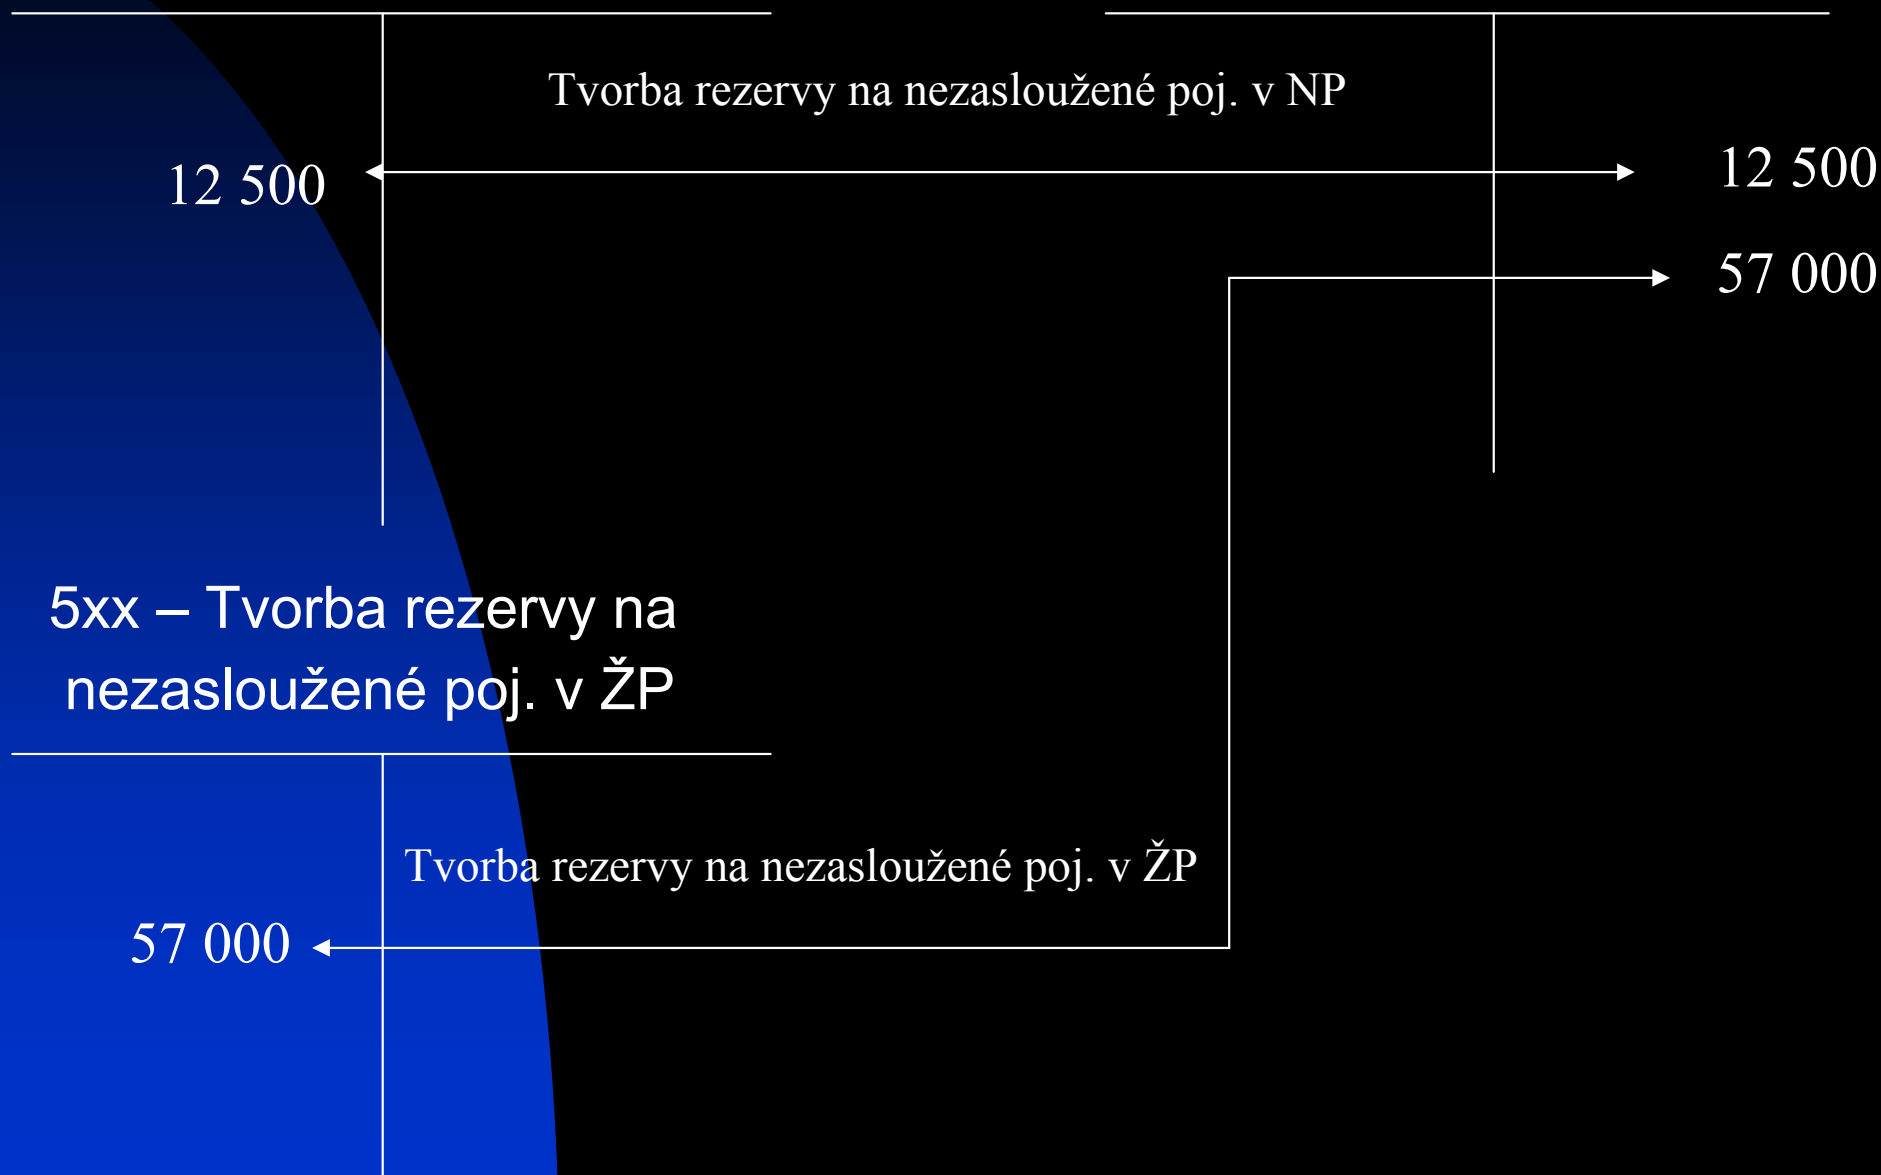 Tvorba rezervy na nezasloužené poj. v NP
12 500
12 500
57 000
5xx – Tvorba rezervy na
nezasloužené poj. v ŽP
Tvorba rezervy na nezasloužené poj. v ŽP
57 000